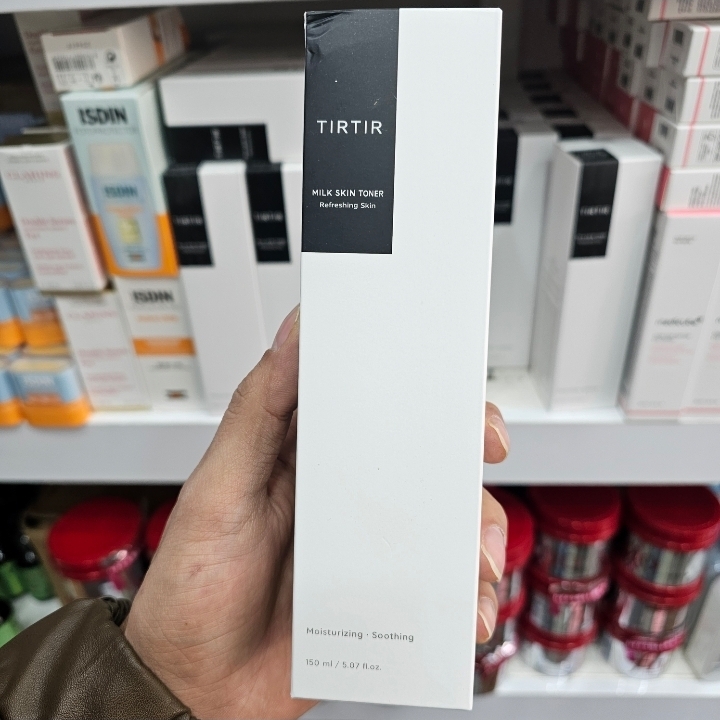 TIRTIR
MILK SKIN TONER
Refreshing Skin
Moisturizing · Soothing
150 ml / 5.07 fl.oz.
ISDIN
ISDIN
ISDIN
CLARINS
TIRTIR
TIRTIR
TIRTIR